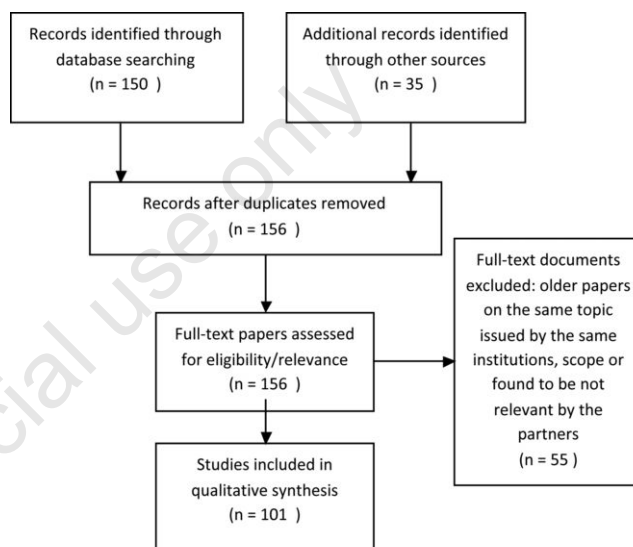 Records identified through
database searching
(n = 150 )
Additional records identified
through other sources
(n = 35 )
Records after duplicates removed
(n = 156 )
Full-text papers assessed
for eligibility/relevance
(n = 156 )
Full-text documents
excluded: older papers
on the same topic
issued by the same
institutions, scope or
found to be not
relevant by the
partners
(n = 55 )
Studies included in
qualitative synthesis
(n = 101 )
cial use only